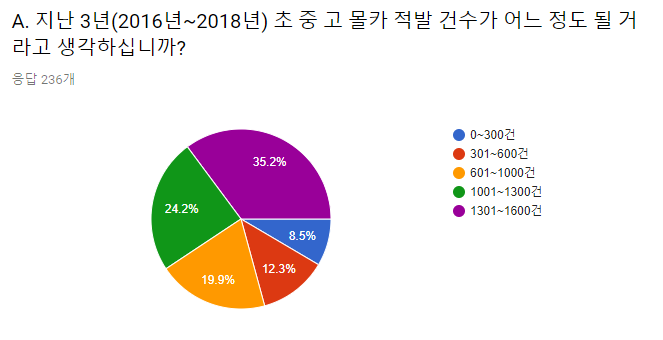 A. 지난 3년(2016년~2018년) 초 중 고 몰카 적발 건수가 어느 정도 될 거
라고 생각하십니까?
응답 236개
0~300건
301~600건
601~1000건
1001~1300건
1301~1600건
35.2%
24.2%
8.5%
12.3%
19.9%